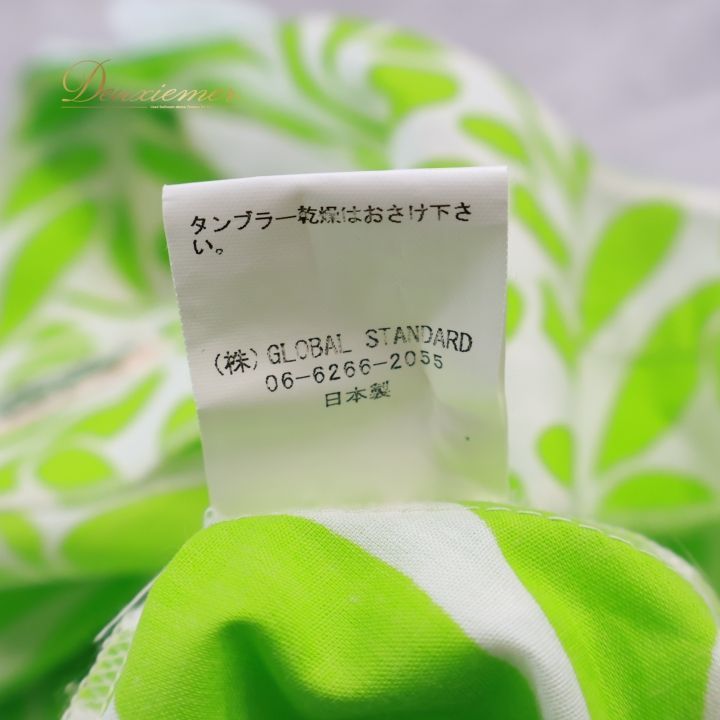 Deuxiemer
タンブラー乾燥はおさけ下さ
い。
(株) GLOBAL STANDARD
06-6266-2055
日本製